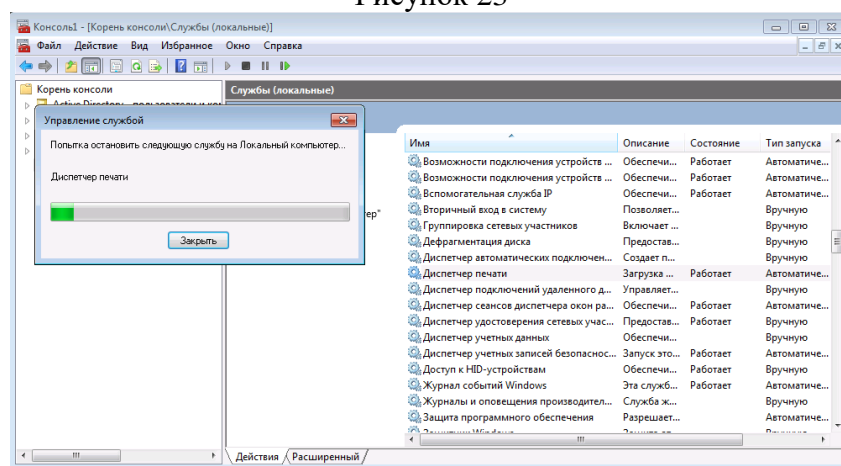 Рисунок 23
Консоль1 - [Корень консоли\Службы (локальные)]
Файл Действие Вид Избранное Окно Справка
Корень консоли
Службы (локальные)
Управление службой
Попытка остановить следующую службу на Локальный компьютер...
Диспетчер печати
Закрыть
ер"
Имя Описание Состояние Тип запуска
Возможности подключения устройств ... Обеспечи... Работает Автоматиче...
Возможности подключения устройств ... Обеспечи... Работает Автоматиче...
Вспомогательная служба IP Обеспечи... Работает Автоматиче...
Вторичный вход в систему Позволяет... Вручную
Группировка сетевых участников Включает ... Вручную
Дефрагментация диска Предостав... Вручную
Диспетчер автоматических подключен... Создает п... Вручную
Диспетчер печати Загрузка ... Работает Автоматиче...
Диспетчер подключений удаленного д... Управляет... Вручную
Диспетчер сеансов диспетчера окон ра... Обеспечи... Работает Автоматиче...
Диспетчер удостоверения сетевых учас... Предостав... Работает Вручную
Диспетчер учетных данных Обеспечи... Вручную
Диспетчер учетных записей безопаснос... Запуск это... Работает Автоматиче...
Доступ к HID-устройствам Обеспечи... Работает Автоматиче...
Журнал событий Windows Эта служб... Работает Автоматиче...
Журналы и оповещения производител... Служба ж... Вручную
Защита программного обеспечения Разрешает... Автоматиче...
Действия Расширенный